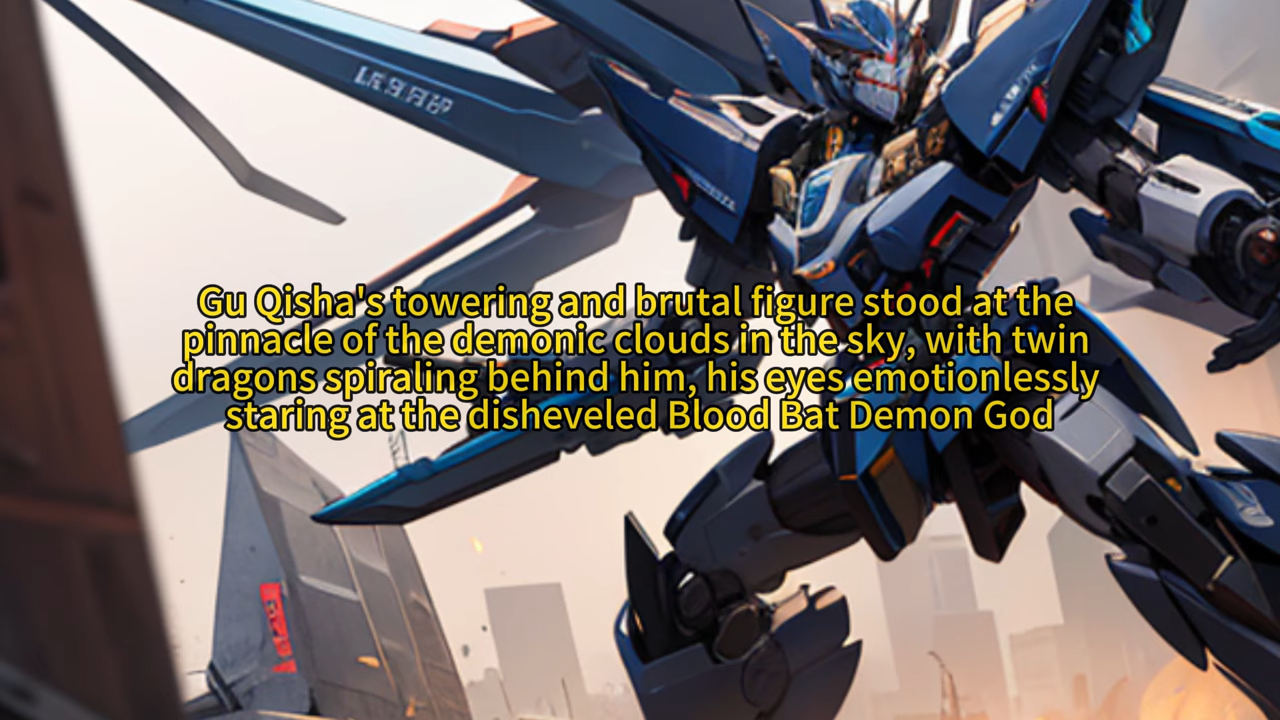 Gu Qisha's towering and brutal figure stood at the
pinnacle of the demonic clouds in the sky, with twin
dragons spiraling behind him, his eyes emotionlessly
staring at the disheveled Blood Bat Demon God